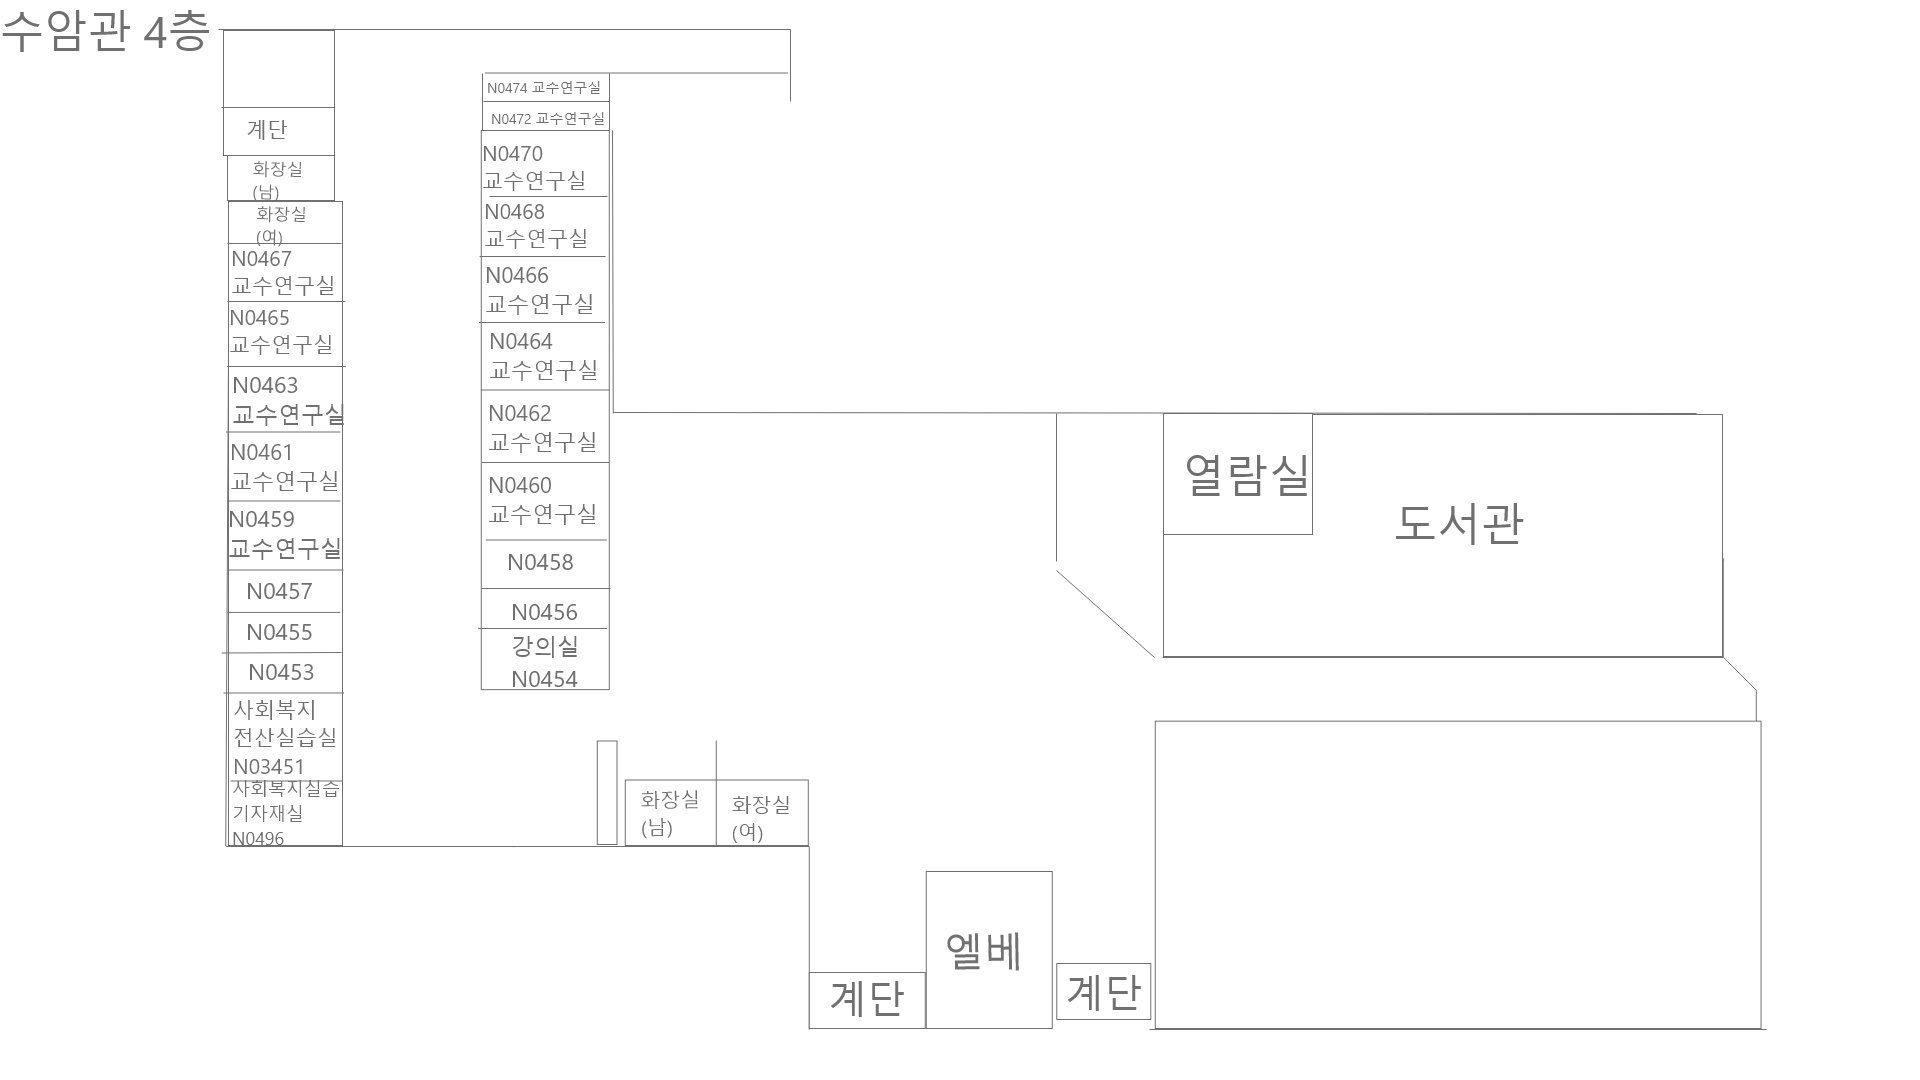 수암관 4층
계단
화장실
(남)
화장실
(여)
N0467
교수연구실
N0465
교수연구실
N0463
교수연구실
N0461
교수연구실
N0459
교수연구실
N0457
N0455
N0453
사회복지
전산실습실
N03451
사회복지실습
기자재실
N0496
N0474 교수연구실
N0472 교수연구실
N0470
교수연구실
N0468
교수연구실
N0466
교수연구실
N0464
교수연구실
N0462
교수연구실
N0460
교수연구실
N0458
N0456
강의실
N0454
화장실
(남)
화장실
(여)
열람실
도서관
계단
엘베
계단